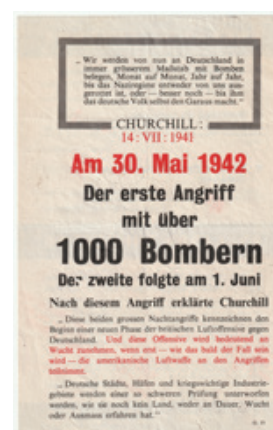 „Wir werden von nun an Deutschland in
immer grösserem Maßstab mit Bomben
belegen, Monat auf Monat, Jahr auf Jahr,
bis das Naziregime entweder von uns aus-
gerottet ist, oder — besser noch — bis ihm
das deutsche Volk selbst den Garaus macht.“
CHURCHILL:
14:VII:1941
Am 30. Mai 1942
Der erste Angriff
mit über
1000 Bombern
Der zweite folgte am 1. Juni
Nach diesem Angriff erklärte Churchill
„Diese beiden grossen Nachtangriffe kennzeichnen den
Beginn einer neuen Phase der britischen Luftoffensive gegen
Deutschland. Und diese Offensive wird bedeutend an
Wucht zunehmen, wenn erst — wie das bald der Fall sein
wird — die amerikanische Luftwaffe an den Angriffen
teilnimmt.
„Deutsche Städte, Häfen und kriegswichtige Industrie-
gebiete werden einer so schweren Prüfung unterworfen
werden, wie sie noch kein Land, weder an Dauer, Wucht
oder Ausmass erfahren hat.“